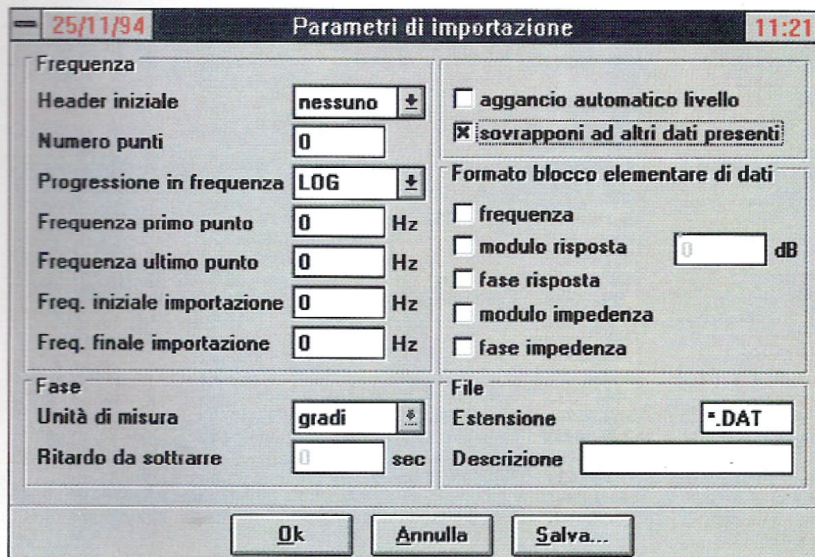 25/11/94 Parametri di importazione 11:21
Frequenza
Header iniziale nessuno
Numero punti 0
Progressione in frequenza LOG
Frequenza primo punto 0 Hz
Frequenza ultimo punto 0 Hz
Freq. iniziale importazione 0 Hz
Freq. finale importazione 0 Hz
aggancio automatico livello
sovrapponi ad altri dati presenti
Formato blocco elementare di dati
frequenza
modulo risposta 0 dB
fase risposta
modulo impedenza
fase impedenza
Fase
Unità di misura gradi
Ritardo da sottrarre 0 sec
File
Estensione *.DAT
Descrizione
Ok Annulla Salva...